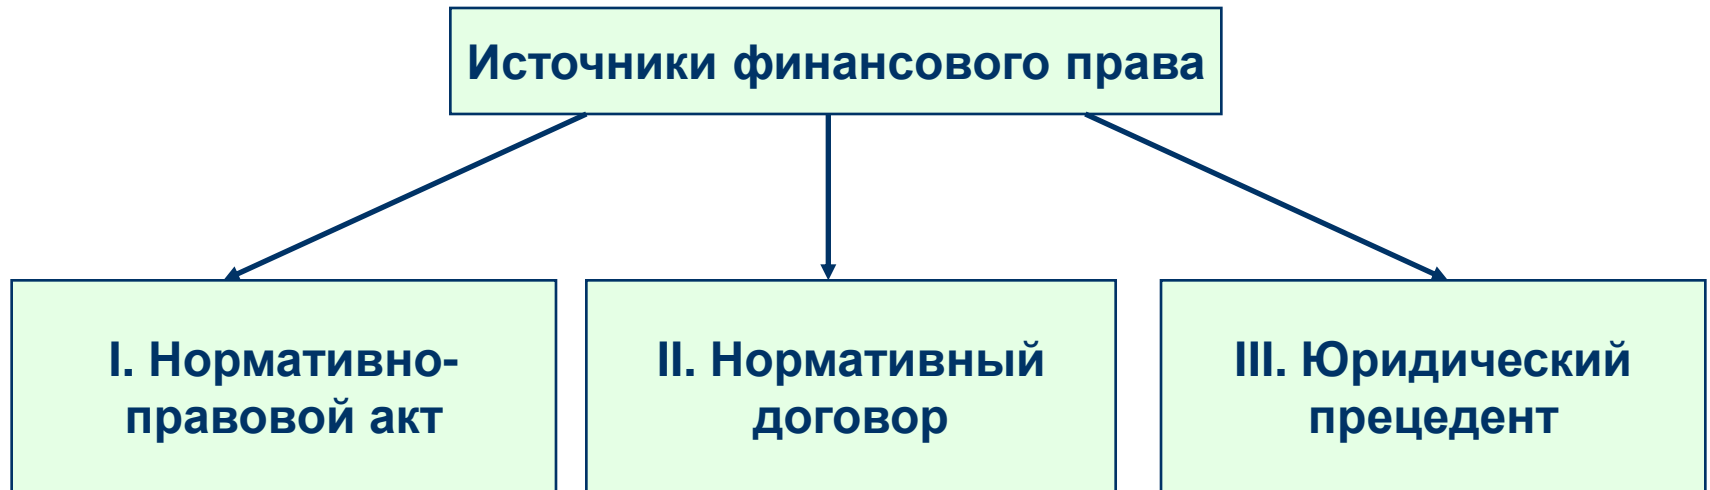 Источники финансового права
I. Нормативно-
правовой акт
II. Нормативный
договор
III. Юридический
прецедент